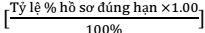 [Tỷ lệ % hồ sơ đúng hạn ×1.00
100%]